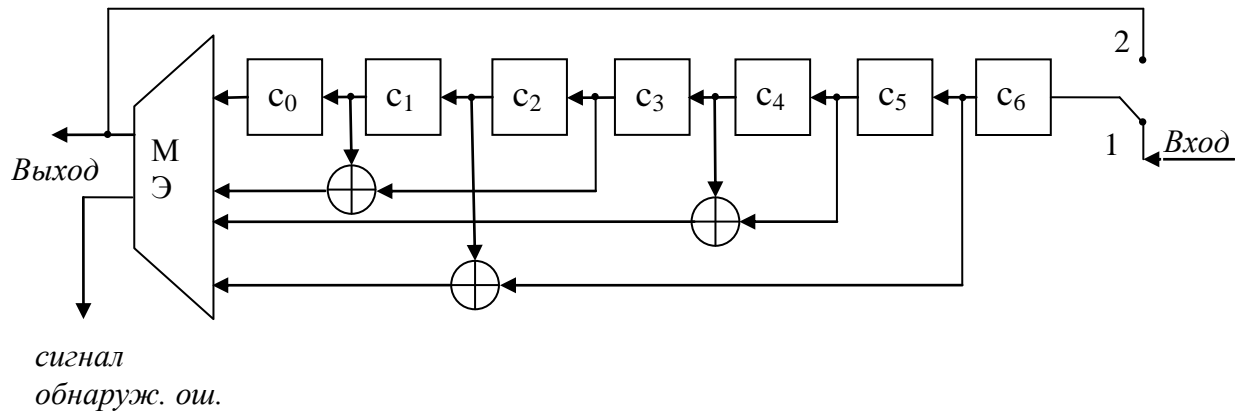 2
c₀ c₁ c₂ c₃ c₄ c₅ c₆
М
Э
1
Вход
Выход
сигнал
обнаруж. ош.